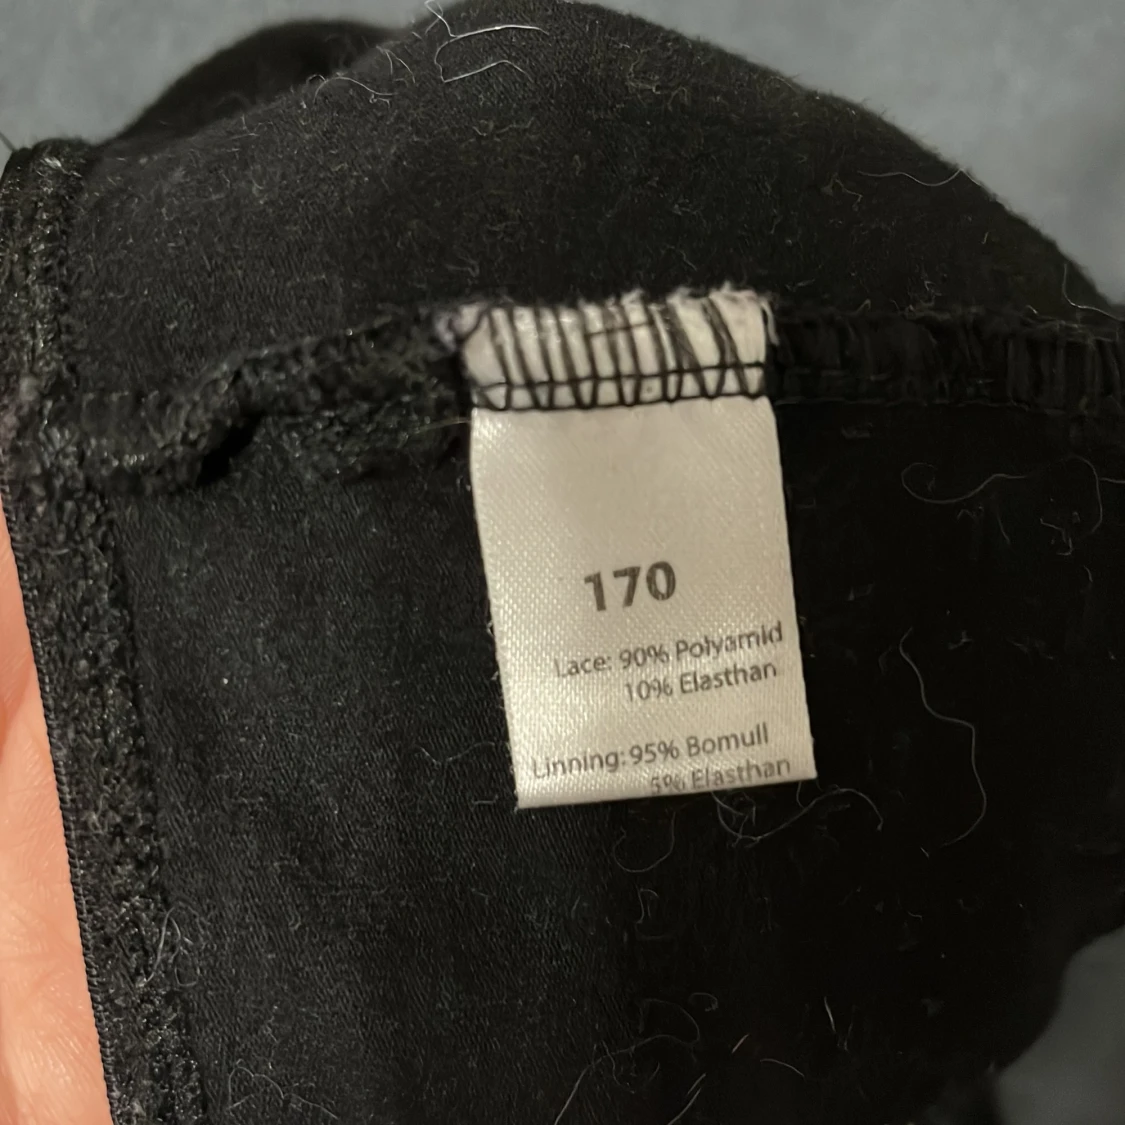 170
Lace: 90% Polyamid
10% Elasthan
Linning: 95% Bomull
5% Elasthan